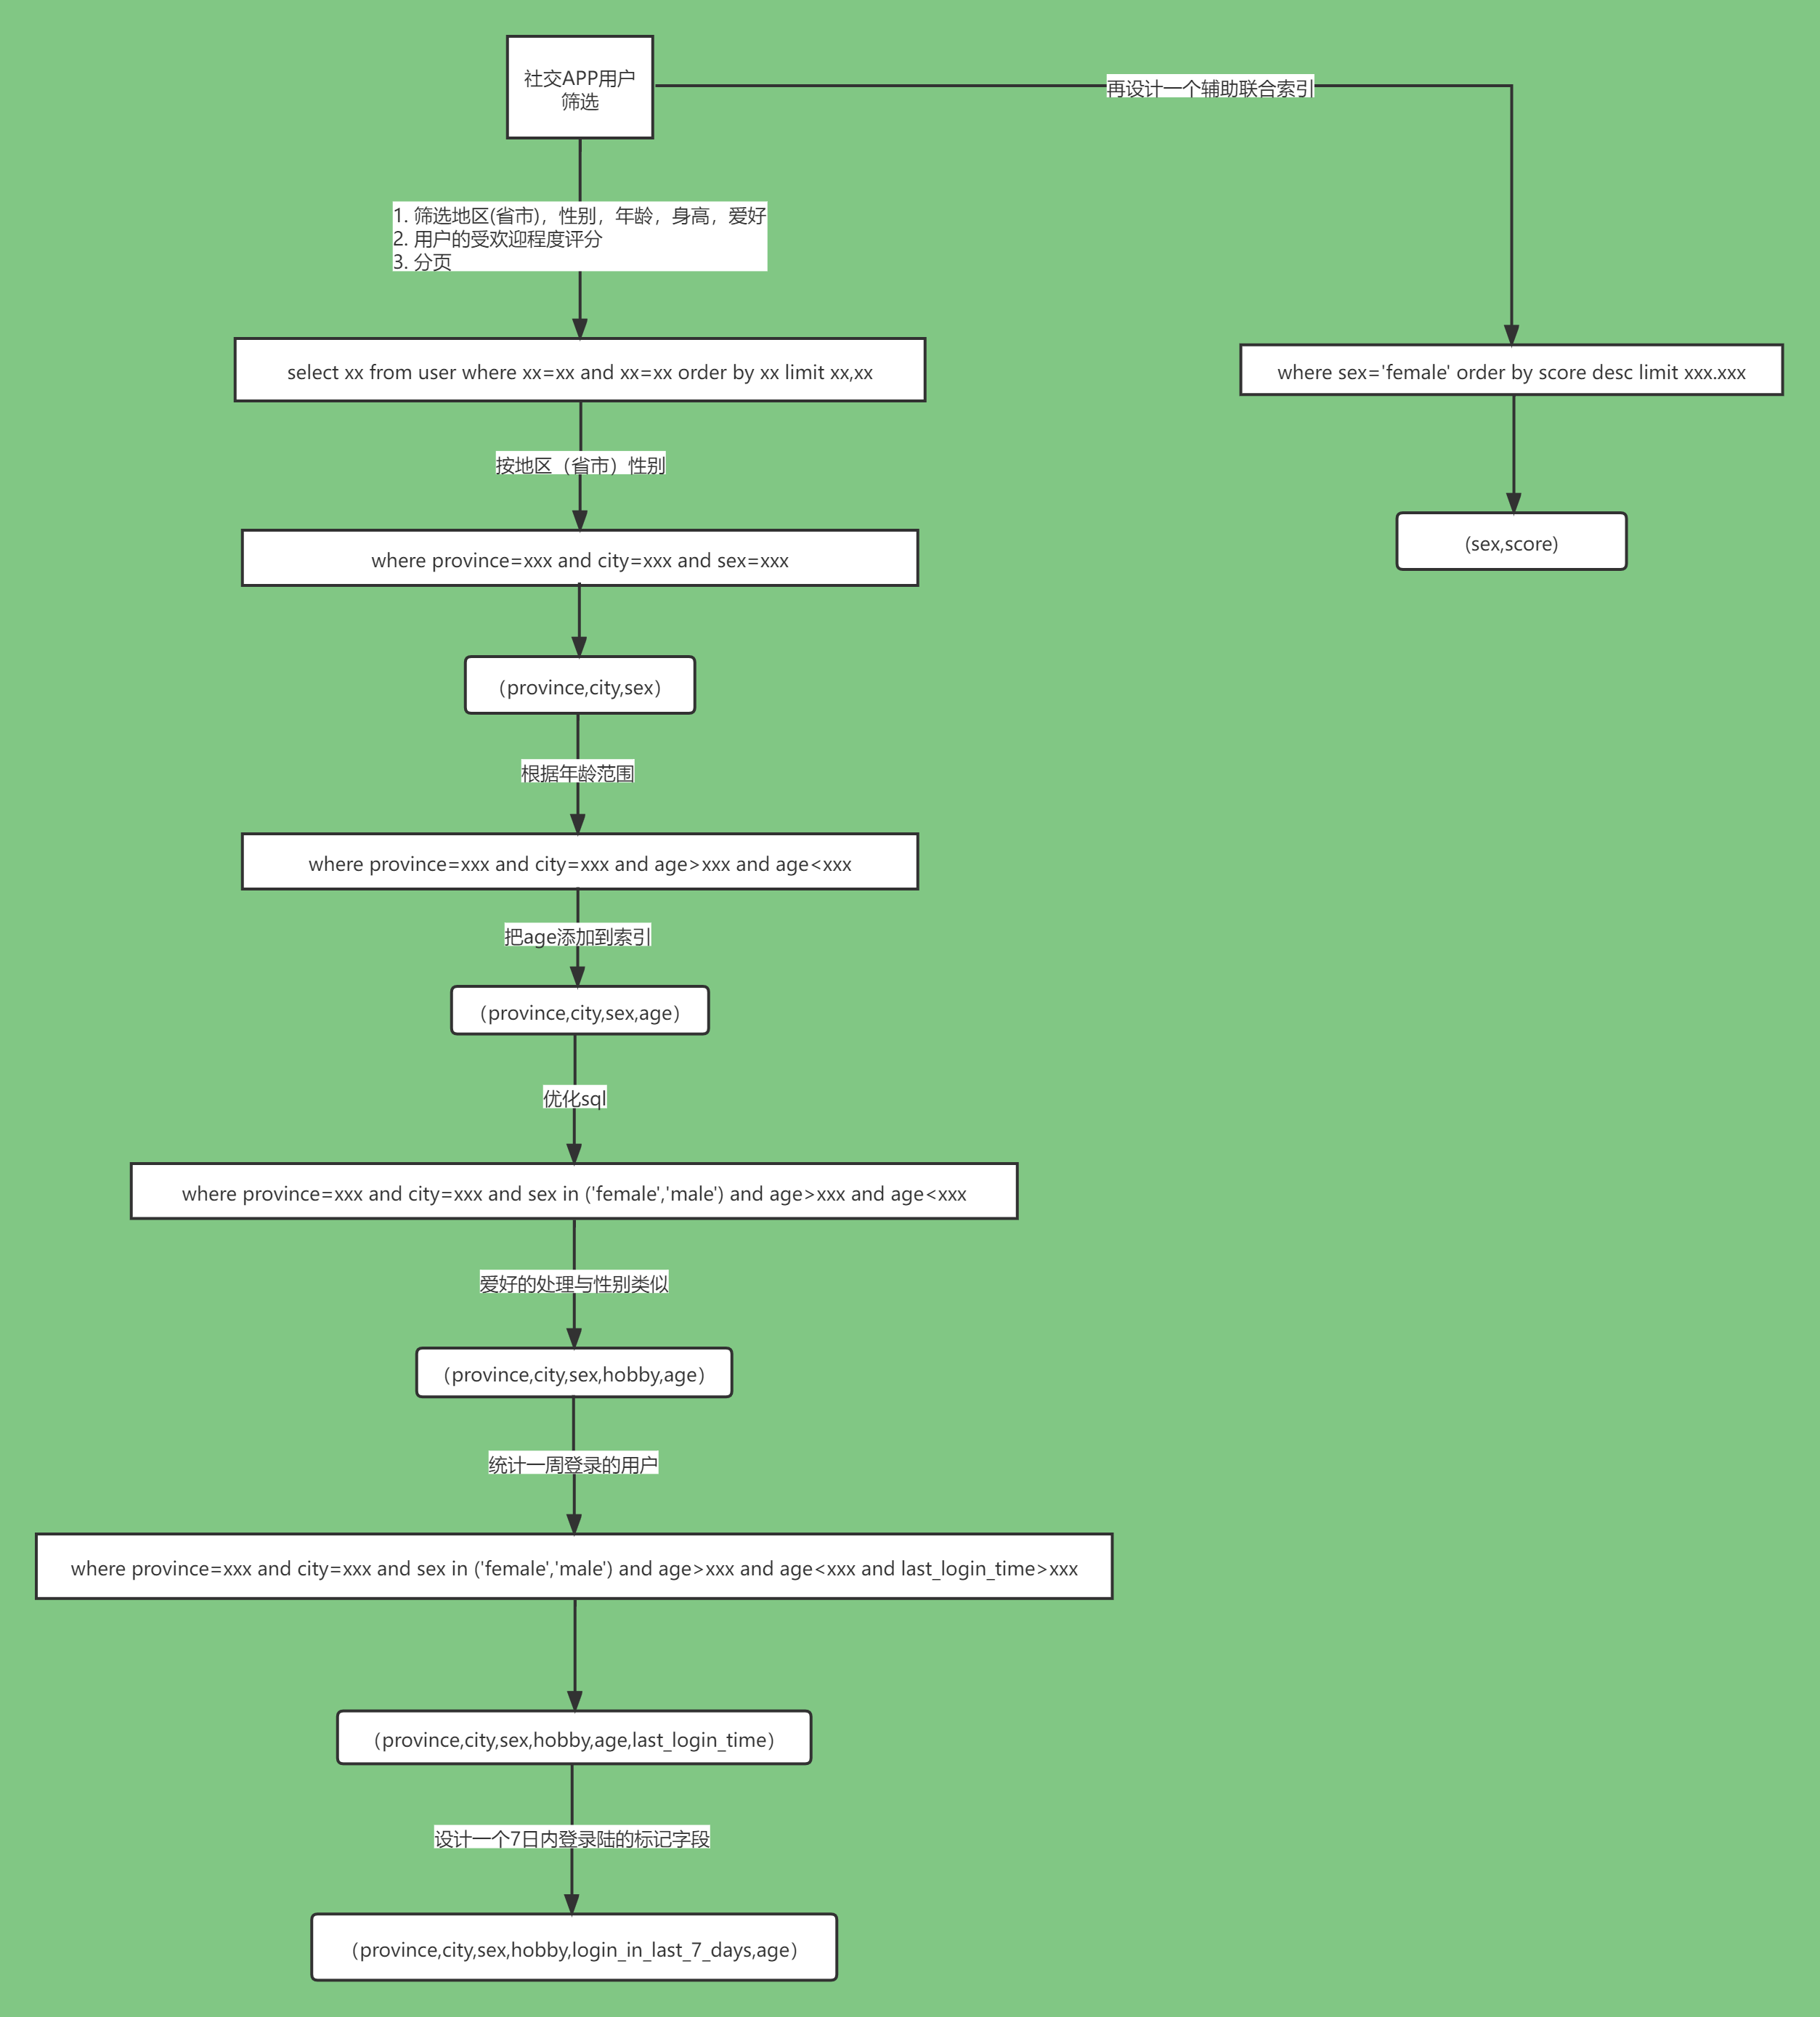 社交APP用户
筛选
再设计一个辅助联合索引
1. 筛选地区(省市)，性别，年龄，身高，爱好
2. 用户的受欢迎程度评分
3. 分页
select xx from user where xx=xx and xx=xx order by xx limit xx,xx
where sex='female' order by score desc limit xxx.xxx
按地区（省市）性别
(sex,score)
where province=xxx and city=xxx and sex=xxx
（province,city,sex）
根据年龄范围
where province=xxx and city=xxx and age>xxx and age<xxx
把age添加到索引
（province,city,sex,age）
优化sql
where province=xxx and city=xxx and sex in ('female','male') and age>xxx and age<xxx
爱好的处理与性别类似
（province,city,sex,hobby,age）
统计一周登录的用户
where province=xxx and city=xxx and sex in ('female','male') and age>xxx and age<xxx and last_login_time>xxx
（province,city,sex,hobby,age,last_login_time）
设计一个7日内登录陆的标记字段
（province,city,sex,hobby,login_in_last_7_days,age）